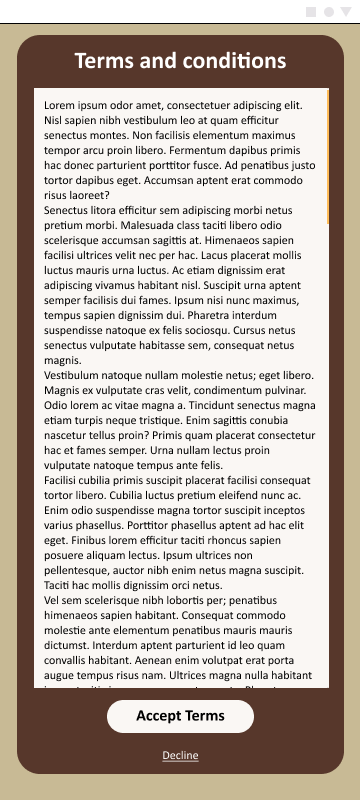 Terms and conditions
Lorem ipsum odor amet, consectetuer adipiscing elit.
Nisl sapien nibh vestibulum leo at quam efficitur
senectus montes. Non facilisis elementum maximus
tempor arcu proin libero. Fermentum dapibus primis
hac donec parturient porttitor fusce. Ad penatibus justo
tortor dapibus eget. Accumsan aptent erat commodo
risus laoreet?
Senectus litora efficitur sem adipiscing morbi netus
pretium morbi. Malesuada class taciti libero odio
scelerisque accumsan sagittis at. Himenaeos sapien
facilisi ultrices velit nec per hac. Lacus placerat mollis
luctus mauris urna luctus. Ac etiam dignissim erat
adipiscing vivamus habitant nisl. Suscipit urna aptent
semper facilisis dui fames. Ipsum nisi nunc maximus,
tempus sapien dignissim dui. Pharetra interdum
suspendisse natoque ex felis sociosqu. Cursus netus
senectus vulputate habitasse sem, consequat netus
magnis.
Vestibulum natoque nullam molestie netus; eget libero.
Magnis ex vulputate cras velit, condimentum pulvinar.
Odio lorem ac vitae magna a. Tincidunt senectus magna
etiam turpis neque tristique. Enim sagittis conubia
nascetur tellus proin? Primis quam placerat consectetur
hac et fames semper. Urna nullam lectus proin
vulputate natoque tempus ante felis.
Facilisi cubilia primis suscipit placerat facilisi consequat
tortor libero. Cubilia luctus pretium eleifend nunc ac.
Enim odio suspendisse magna tortor suscipit inceptos
varius phasellus. Porttitor phasellus aptent ad hac elit
eget. Finibus lorem efficitur taciti rhoncus sapien
posuere aliquam lectus. Ipsum ultrices non
pellentesque, auctor nibh enim netus magna suscipit.
Taciti hac mollis dignissim orci netus.
Vel sem scelerisque nibh lobortis per; penatibus
himenaeos sapien habitant. Consequat commodo
molestie ante elementum penatibus mauris mauris
dictumst. Interdum aptent parturient id leo quam
convallis habitant. Aenean enim volutpat erat porta
augue tempus risus nam. Ultrices magna nulla habitant
Accept Terms
Decline